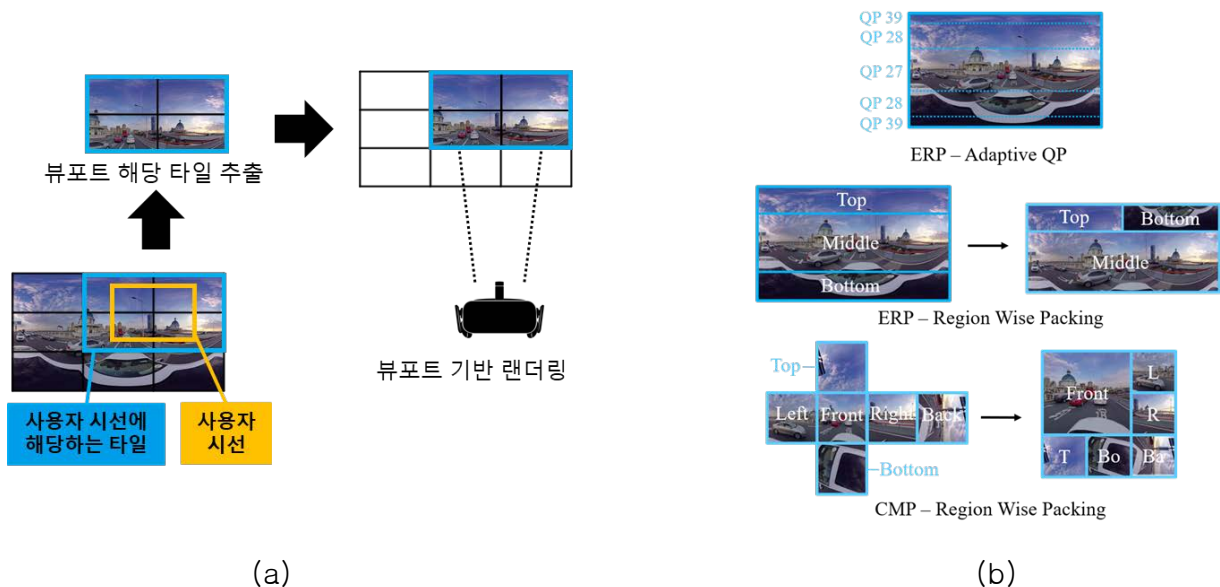 뷰포트 해당 타일 추출
사용자 시선에
해당하는 타일
사용자
시선
뷰포트 기반 랜더링
(a)
QP 39
QP 28
QP 27
QP 28
QP 39
ERP – Adaptive QP
Top
Middle
Bottom
Top
Bottom
Middle
ERP – Region Wise Packing
Top
Left
Front
Right
Back
Bottom
Front
L
R
T
Bo
Ba
CMP – Region Wise Packing
(b)